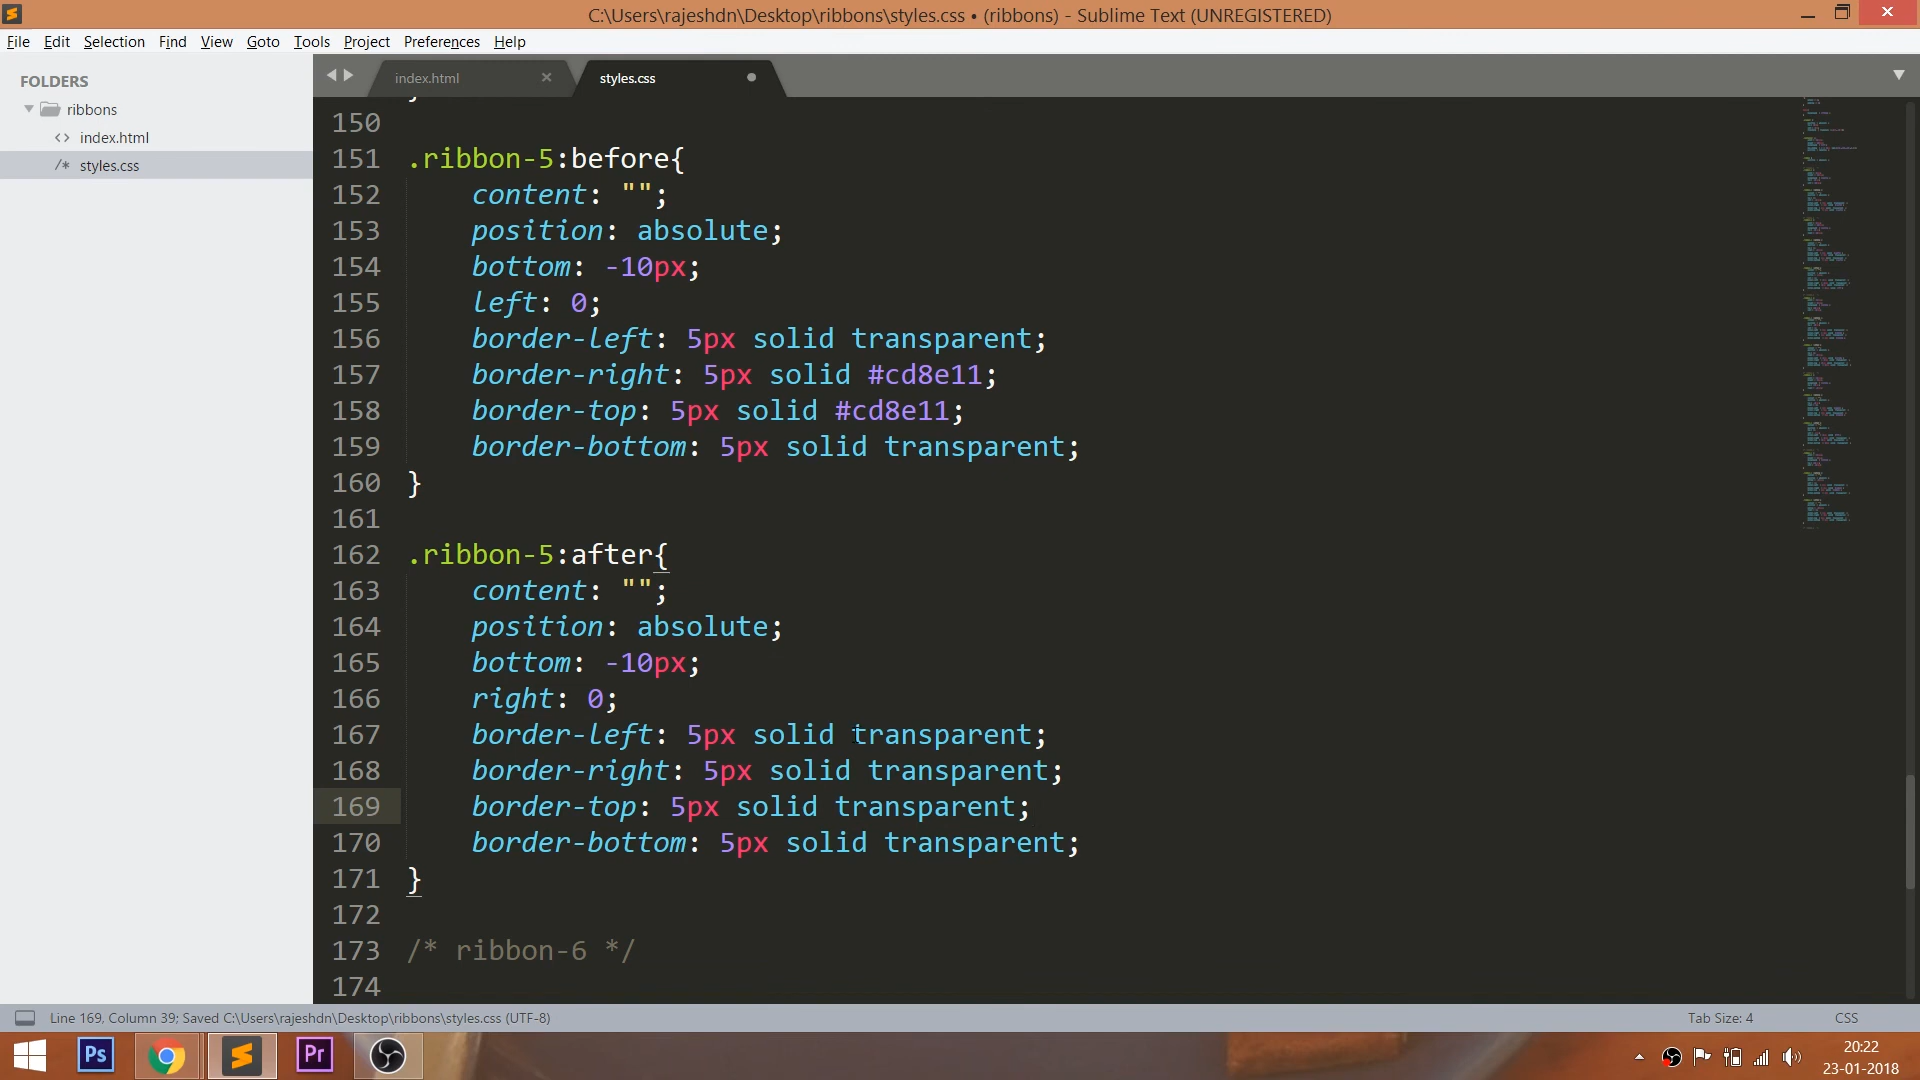 C:\Users\rajeshdn\Desktop\ribbons\styles.css • (ribbons) - Sublime Text (UNREGISTERED)
File Edit Selection Find View Goto Tools Project Preferences Help
FOLDERS
ribbons
<> index.html
/* styles.css
index.html × styles.css
150
151 .ribbon-5:before{
152 content: "";
153 position: absolute;
154 bottom: -10px;
155 left: 0;
156 border-left: 5px solid transparent;
157 border-right: 5px solid #cd8e11;
158 border-top: 5px solid #cd8e11;
159 border-bottom: 5px solid transparent;
160 }
161
162 .ribbon-5:after{
163 content: "";
164 position: absolute;
165 bottom: -10px;
166 right: 0;
167 border-left: 5px solid transparent;
168 border-right: 5px solid transparent;
169 border-top: 5px solid transparent;
170 border-bottom: 5px solid transparent;
171 }
172
173 /* ribbon-6 */
174
Line 169, Column 39; Saved C:\Users\rajeshdn\Desktop\ribbons\styles.css (UTF-8) Tab Size: 4 CSS
Ps Pr
20:22
23-01-2018